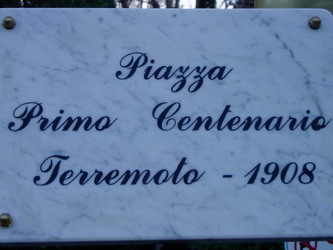 Piazza
Primo Centenario
Terremoto - 1908